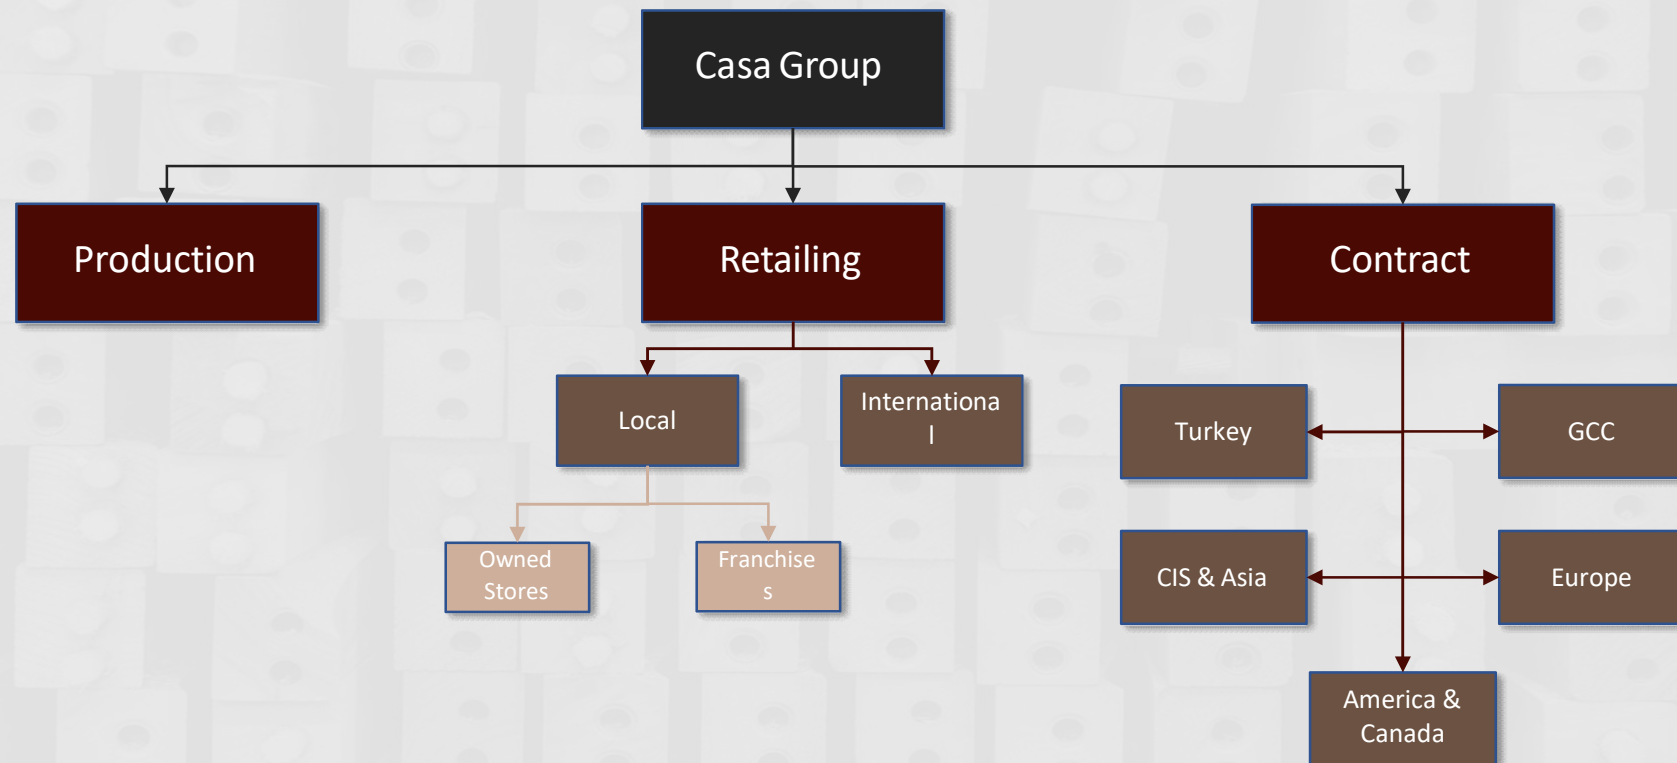 Casa Group
Production
Retailing
Contract
Local
Internationa
l
Turkey
GCC
Owned
Stores
Franchise
s
CIS & Asia
Europe
America &
Canada